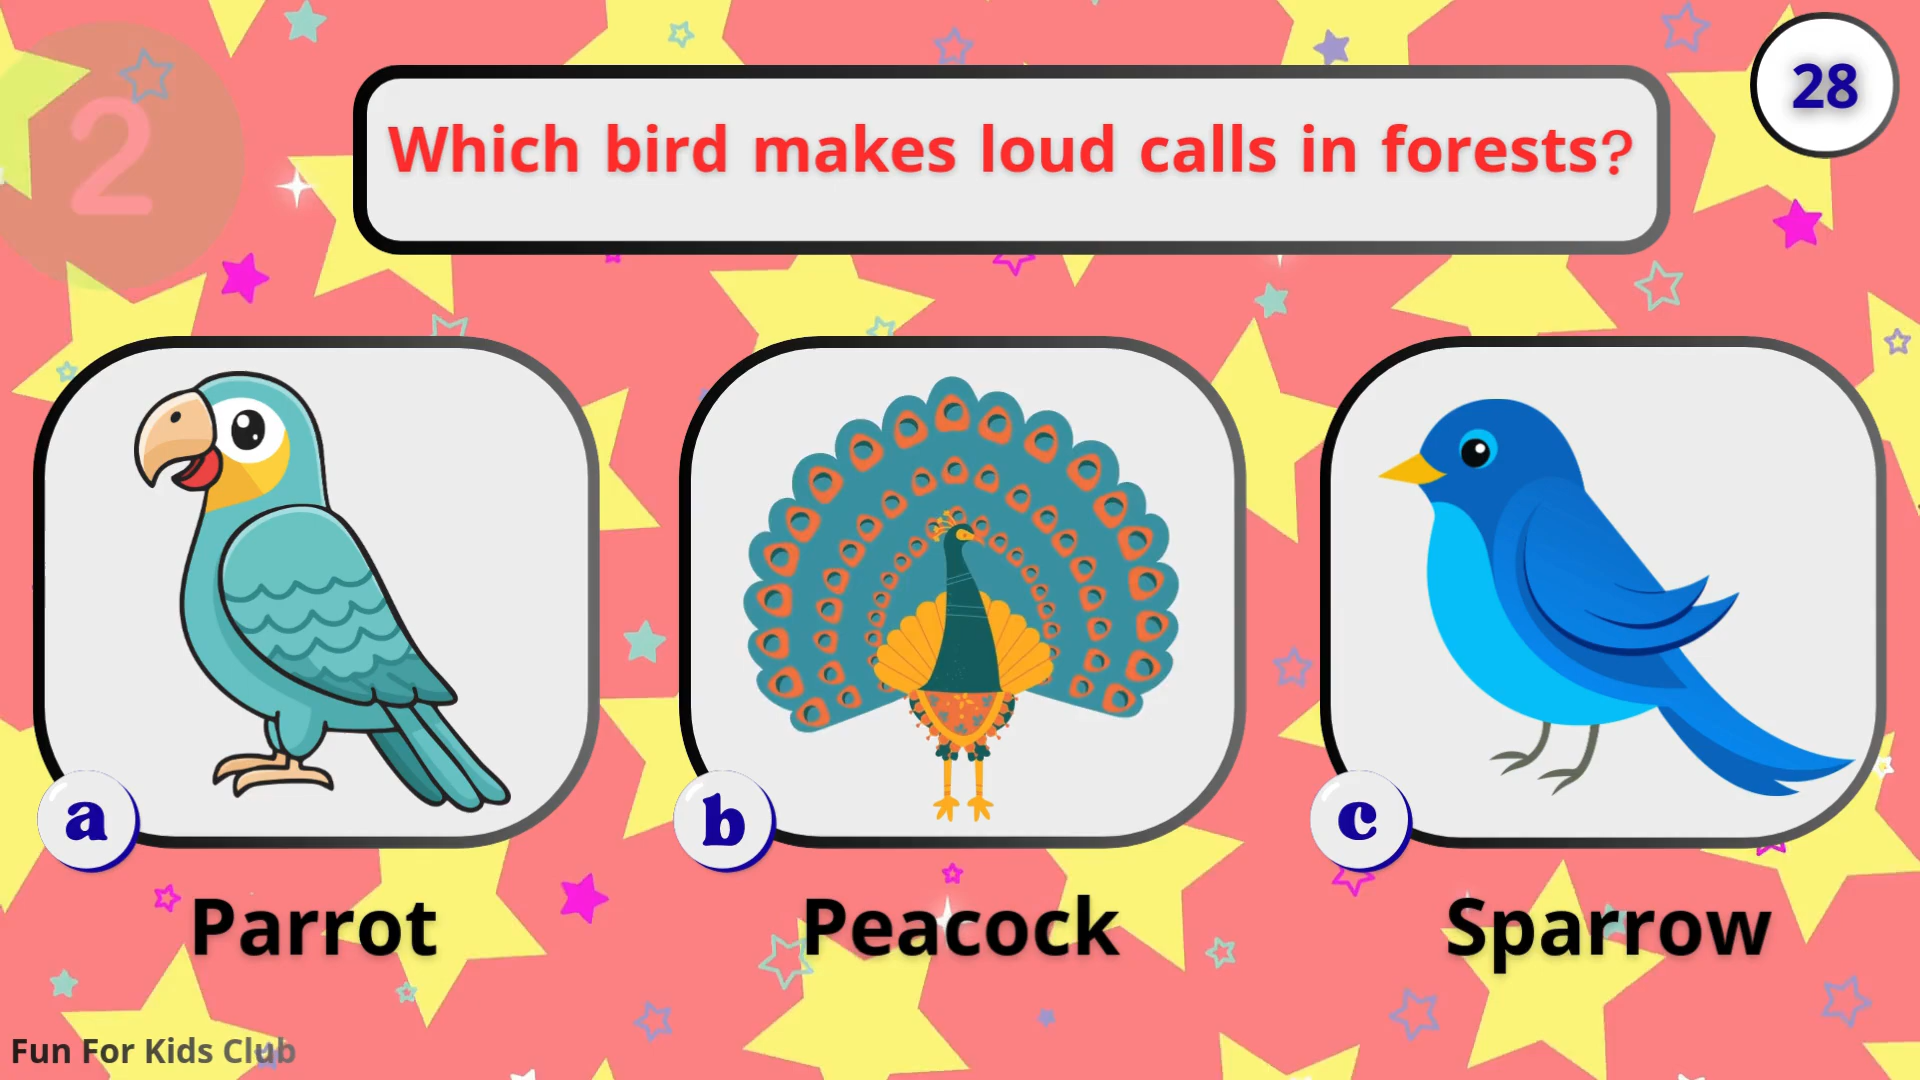 2
Which bird makes loud calls in forests?
28
a
b
c
Parrot
Peacock
Sparrow
Fun For Kids Club